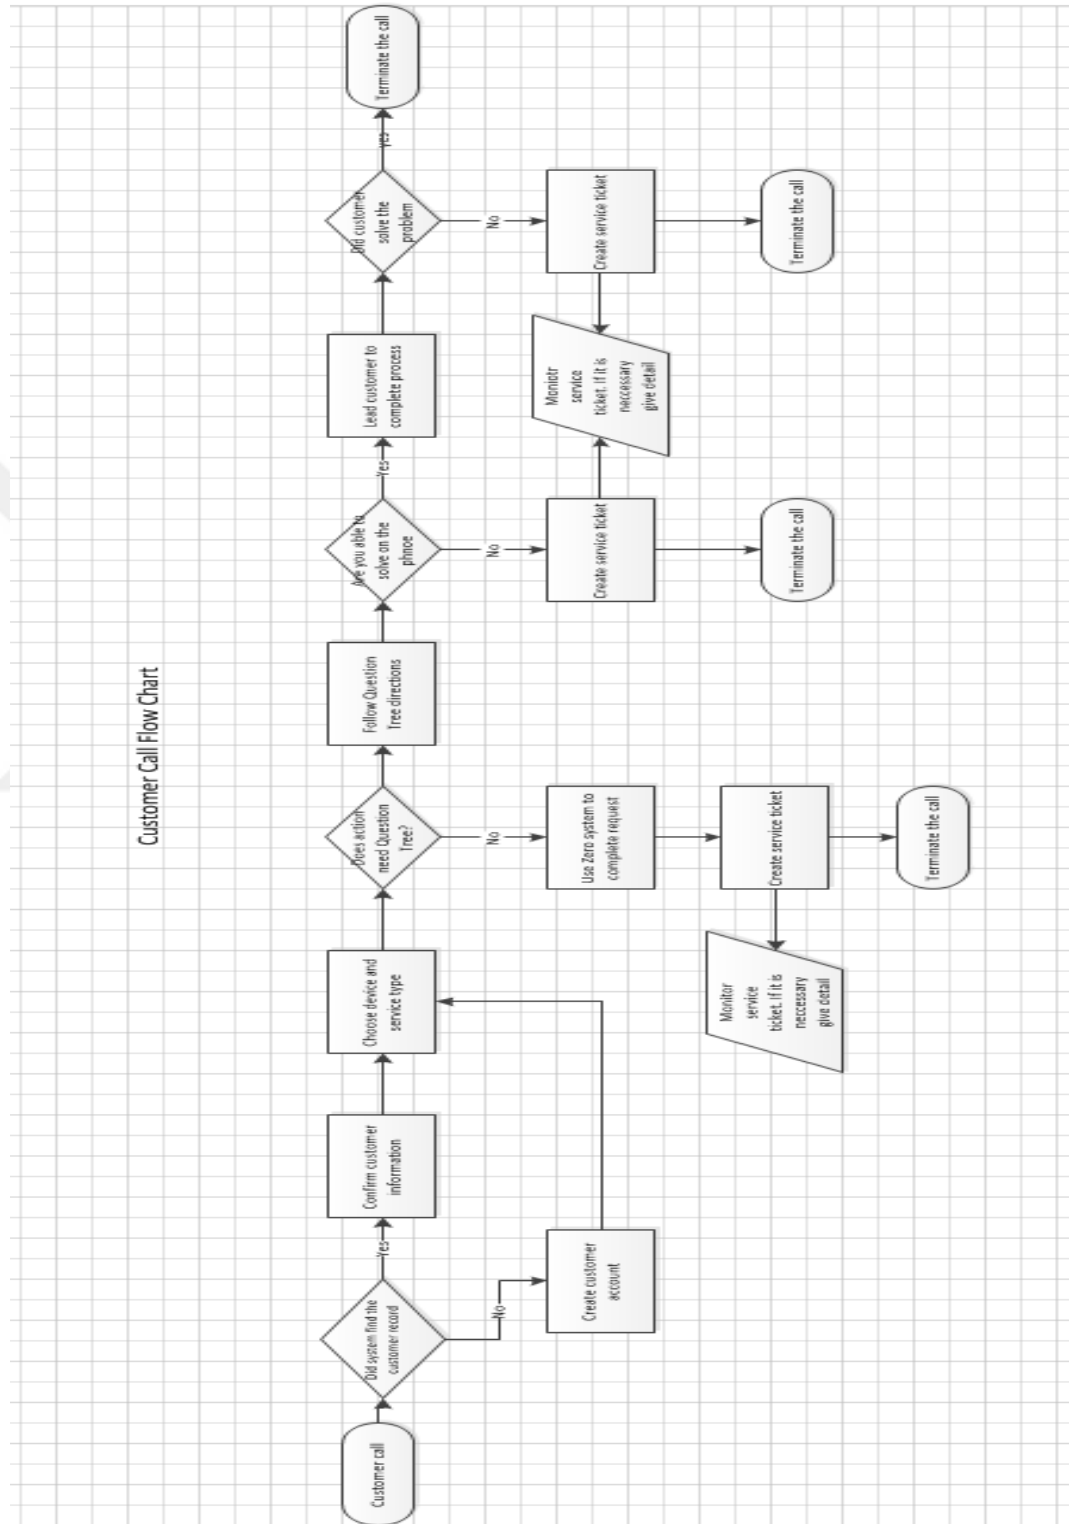 Customer Call Flow Chart
Customer call
Did system find the
customer record
Yes
No
Confirm customer
information
Create customer
account
Choose device and
service type
Does action
need Question
Tree?
No
Use Zero system to
complete request
Create service ticket
Monitor
service
ticket. If it is
neccessary
give detail
Terminate the call
Follow Question
Tree directions
Are you able to
solve on the
phnoe
Yes
No
Create service ticket
Terminate the call
Lead customer to
complete process
Moniotr
service
ticket. If it is
neccessary
give detail
Did customer
solve the
problem
yes
No
Create service ticket
Terminate the call
Terminate the call